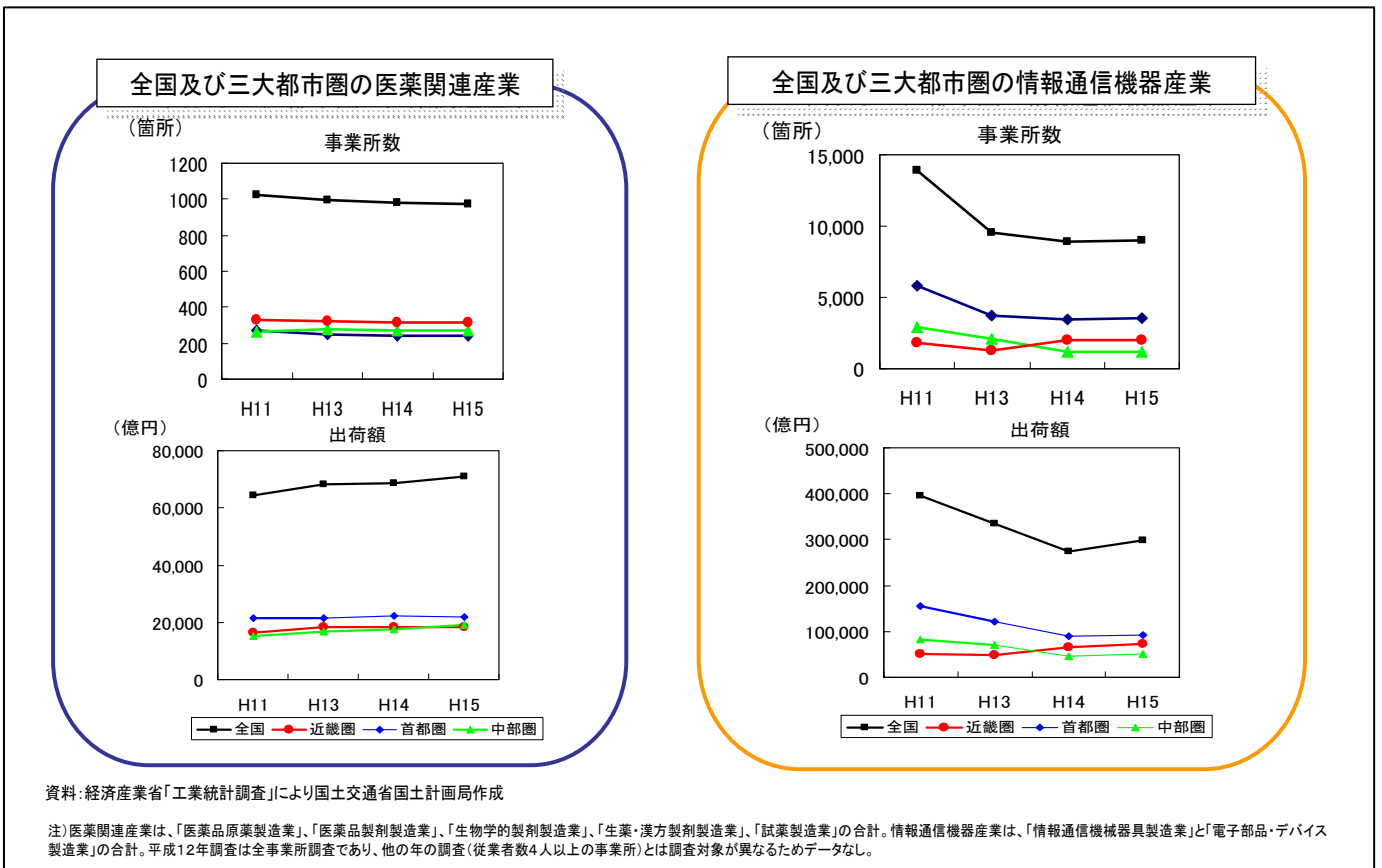 全国及び三大都市圏の医薬関連産業
（箇所）
事業所数
1200
1000
800
600
400
200
0
H11 H13 H14 H15
（億円）
出荷額
80,000
60,000
40,000
20,000
0
H11 H13 H14 H15
全国 近畿圏 首都圏 中部圏
全国及び三大都市圏の情報通信機器産業
（箇所）
事業所数
15,000
10,000
5,000
0
H11 H13 H14 H15
（億円）
出荷額
500,000
400,000
300,000
200,000
100,000
0
H11 H13 H14 H15
全国 近畿圏 首都圏 中部圏
資料：経済産業省「工業統計調査」により国土交通省国土計画局作成
注）医薬関連産業は、「医薬品原薬製造業」、「医薬品製剤製造業」、「生物学的製剤製造業」、「生薬・漢方製剤製造業」、「試薬製造業」の合計。情報通信機器産業は、「情報通信機械器具製造業」と「電子部品・デバイス
製造業」の合計。平成１２年調査は全事業所調査であり、他の年の調査（従業者数４人以上の事業所）とは調査対象が異なるためデータなし。